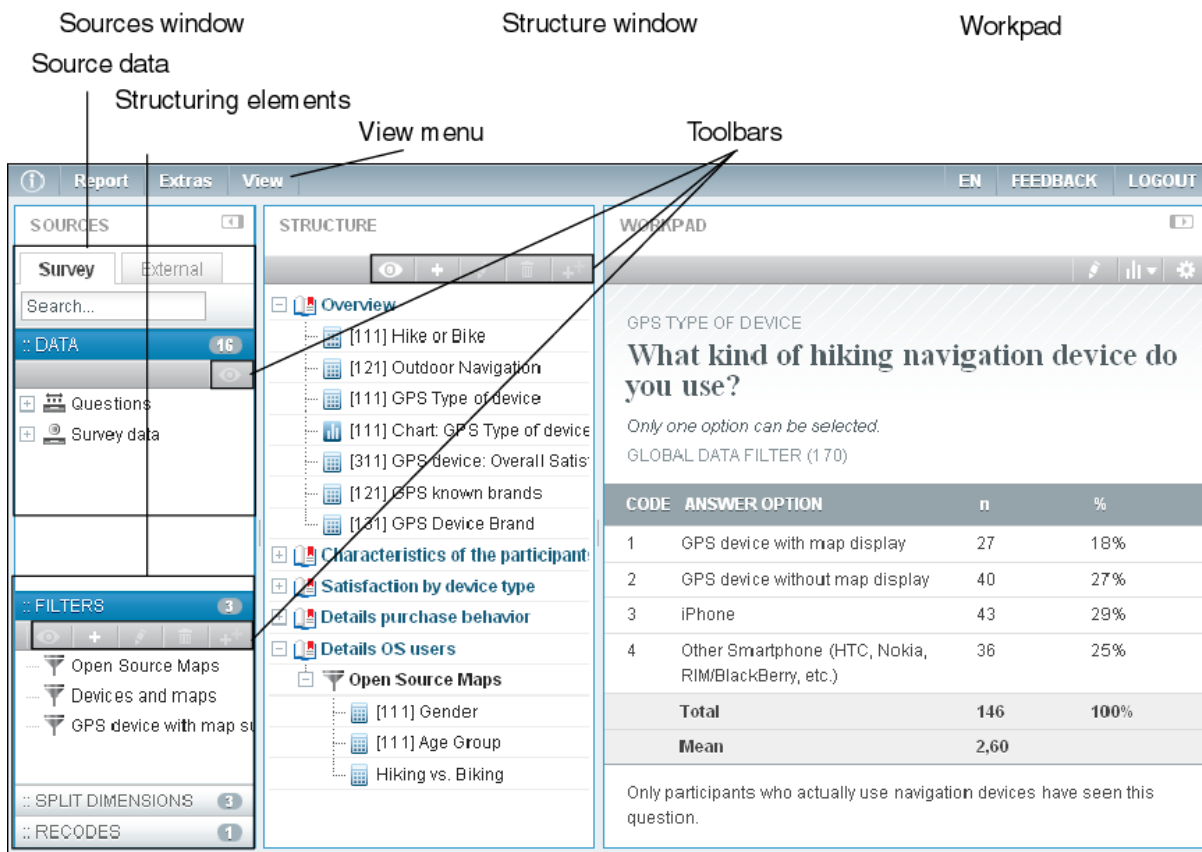 Sources window
Structure window
Workpad
Source data
Structuring elements
View menu
Toolbars
Report Extras View
EN FEEDBACK LOGOUT
SOURCES
Survey External
Search...
:: DATA 16
Questions
Survey data
:: FILTERS 3
Open Source Maps
Devices and maps
GPS device with map su
:: SPLIT DIMENSIONS 3
:: RECODES 1
STRUCTURE
Overview
[111] Hike or Bike
[121] Outdoor Navigation
[111] GPS Type of device
[111] Chart: GPS Type of device
[311] GPS device: Overall Satis
[121] GPS known brands
[131] GPS Device Brand
Characteristics of the participants
Satisfaction by device type
Details purchase behavior
Details OS users
Open Source Maps
[111] Gender
[111] Age Group
Hiking vs. Biking
WORKPAD
GPS TYPE OF DEVICE
What kind of hiking navigation device do
you use?
Only one option can be selected.
GLOBAL DATA FILTER (170)
CODE ANSWER OPTION n %
1 GPS device with map display 27 18%
2 GPS device without map display 40 27%
3 iPhone 43 29%
4 Other Smartphone (HTC, Nokia, 36 25%
RIM/BlackBerry, etc.)
Total 146 100%
Mean 2,60
Only participants who actually use navigation devices have seen this
question.